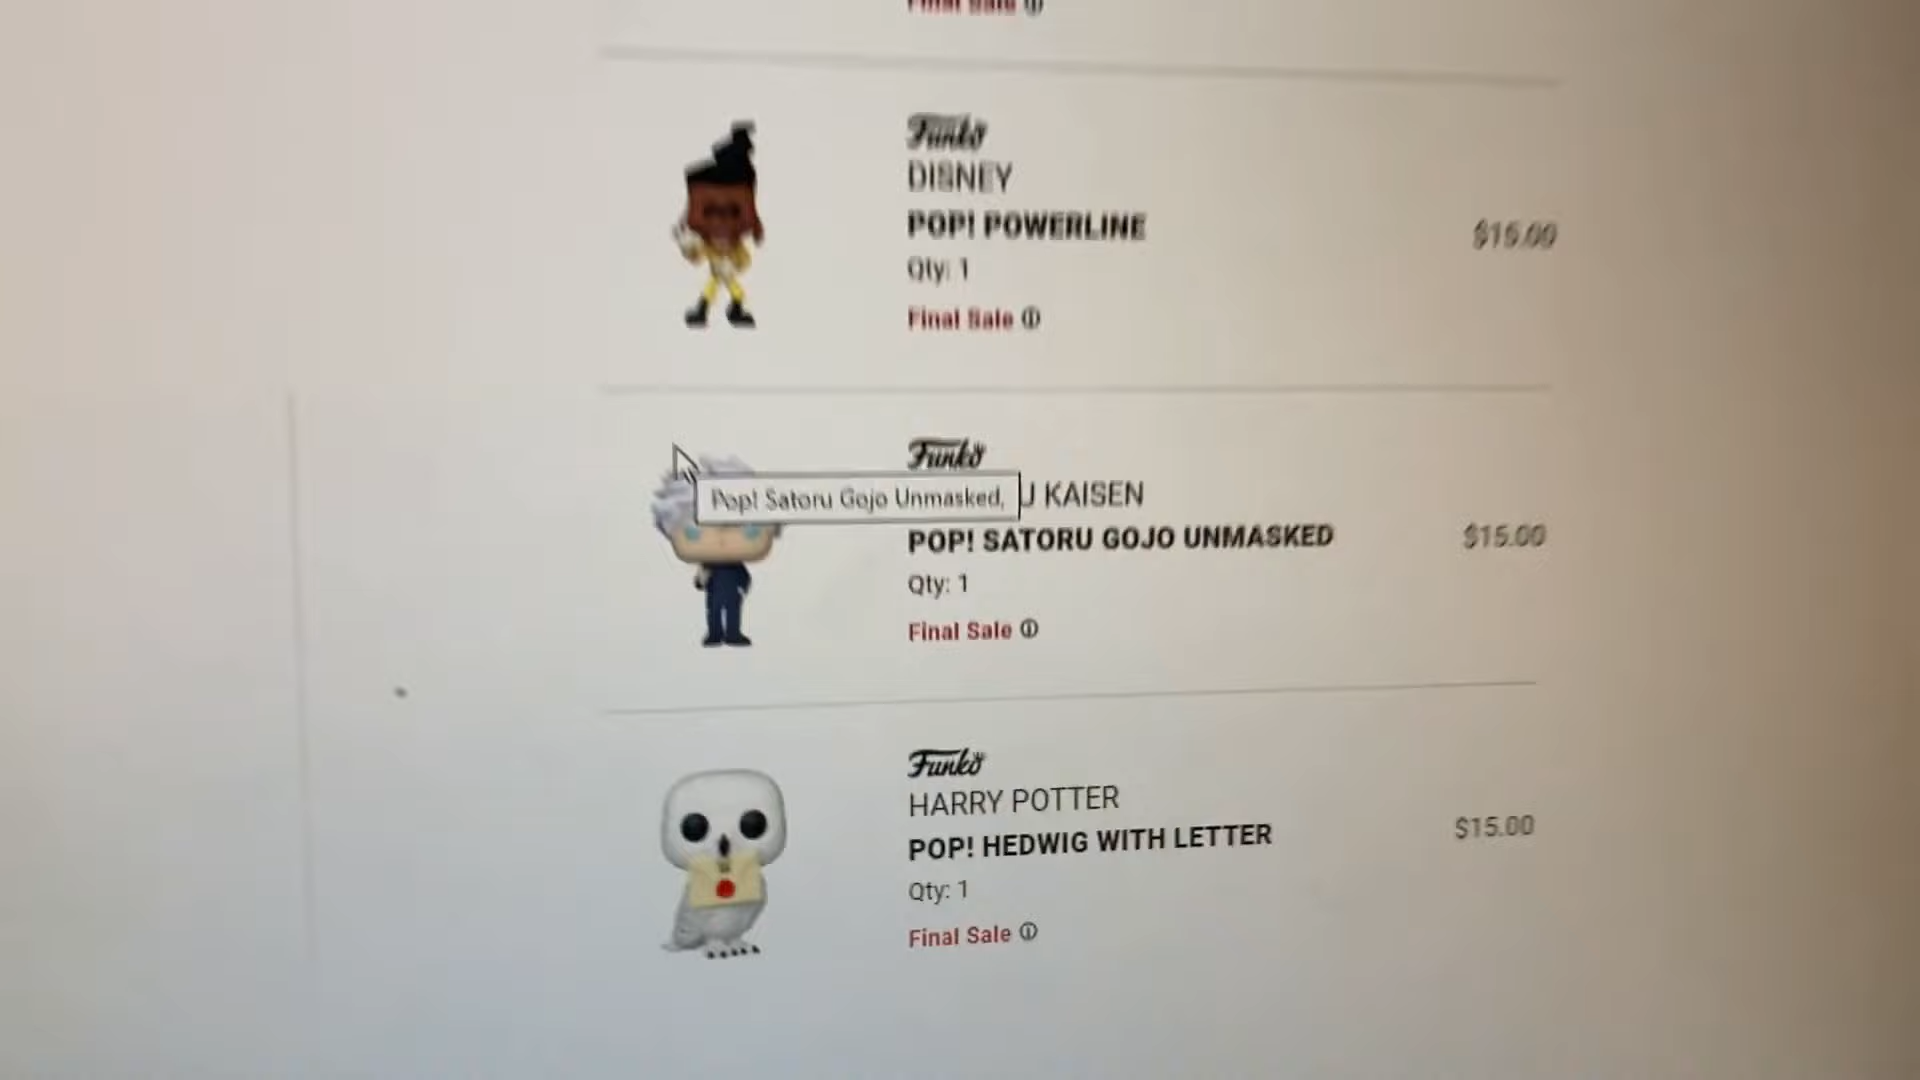 Final Sale
Funko
DISNEY
POP! POWERLINE
Qty: 1
$15.00
Final Sale
Funko
Pop! Satoru Gojo Unmasked,
U KAISEN
POP! SATORU GOJO UNMASKED
$15.00
Qty: 1
Final Sale
Funko
HARRY POTTER
POP! HEDWIG WITH LETTER
$15.00
Qty: 1
Final Sale